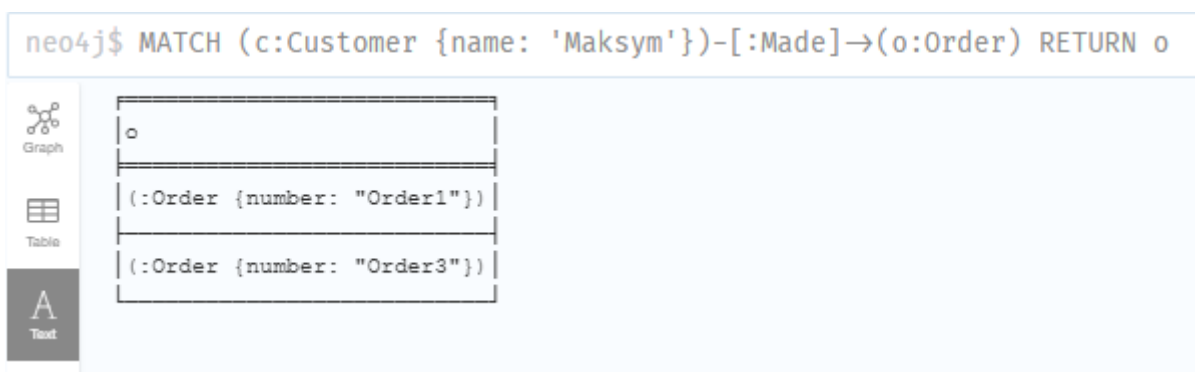 neo4j$ MATCH (c:Customer {name: 'Maksym'})-[:Made]→(o:Order) RETURN o
Graph
o
(:Order {number: "Order1"})
Table
(:Order {number: "Order3"})
A
Text